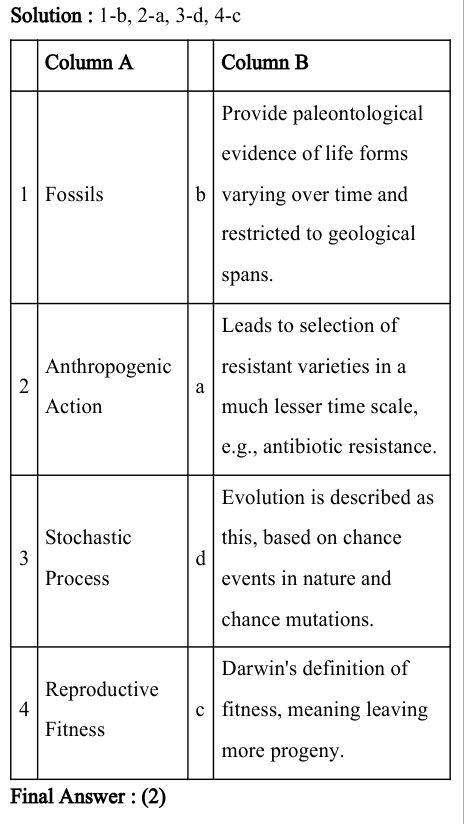 Solution : 1-b, 2-a, 3-d, 4-c
Column A
Column B
1
Fossils
b
Provide paleontological
evidence of life forms
varying over time and
restricted to geological
spans.
2
Anthropogenic
Action
a
Leads to selection of
resistant varieties in a
much lesser time scale,
e.g., antibiotic resistance.
3
Stochastic
Process
d
Evolution is described as
this, based on chance
events in nature and
chance mutations.
4
Reproductive
Fitness
c
Darwin's definition of
fitness, meaning leaving
more progeny.
Final Answer : (2)